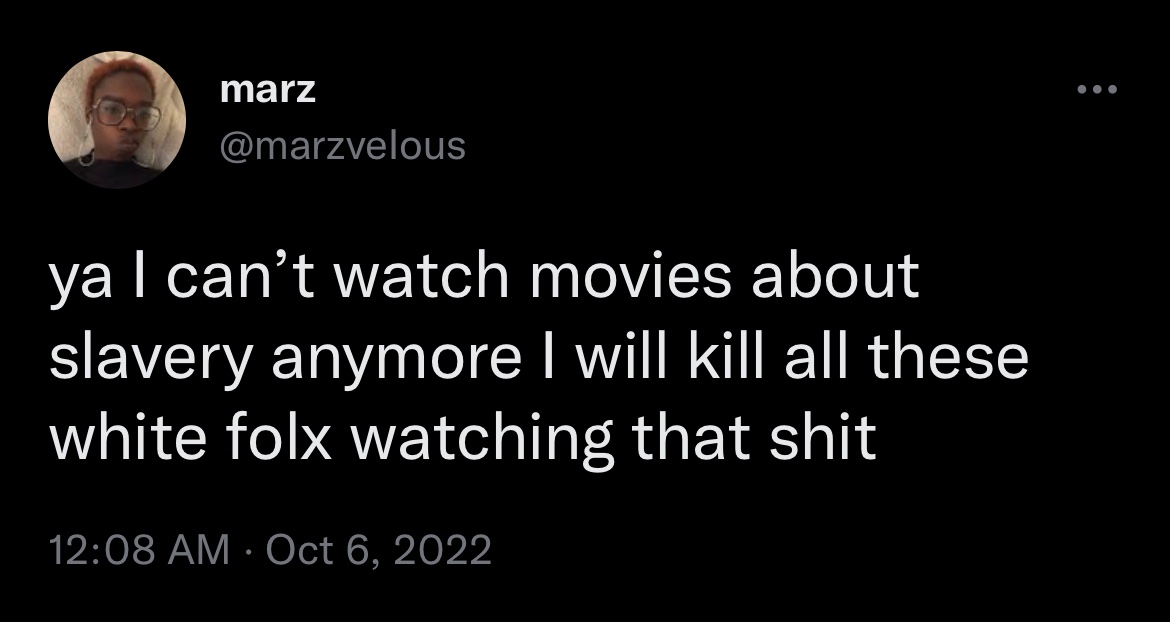 marz
@marzvelous
ya I can’t watch movies about
slavery anymore I will kill all these
white folx watching that shit
12:08 AM · Oct 6, 2022